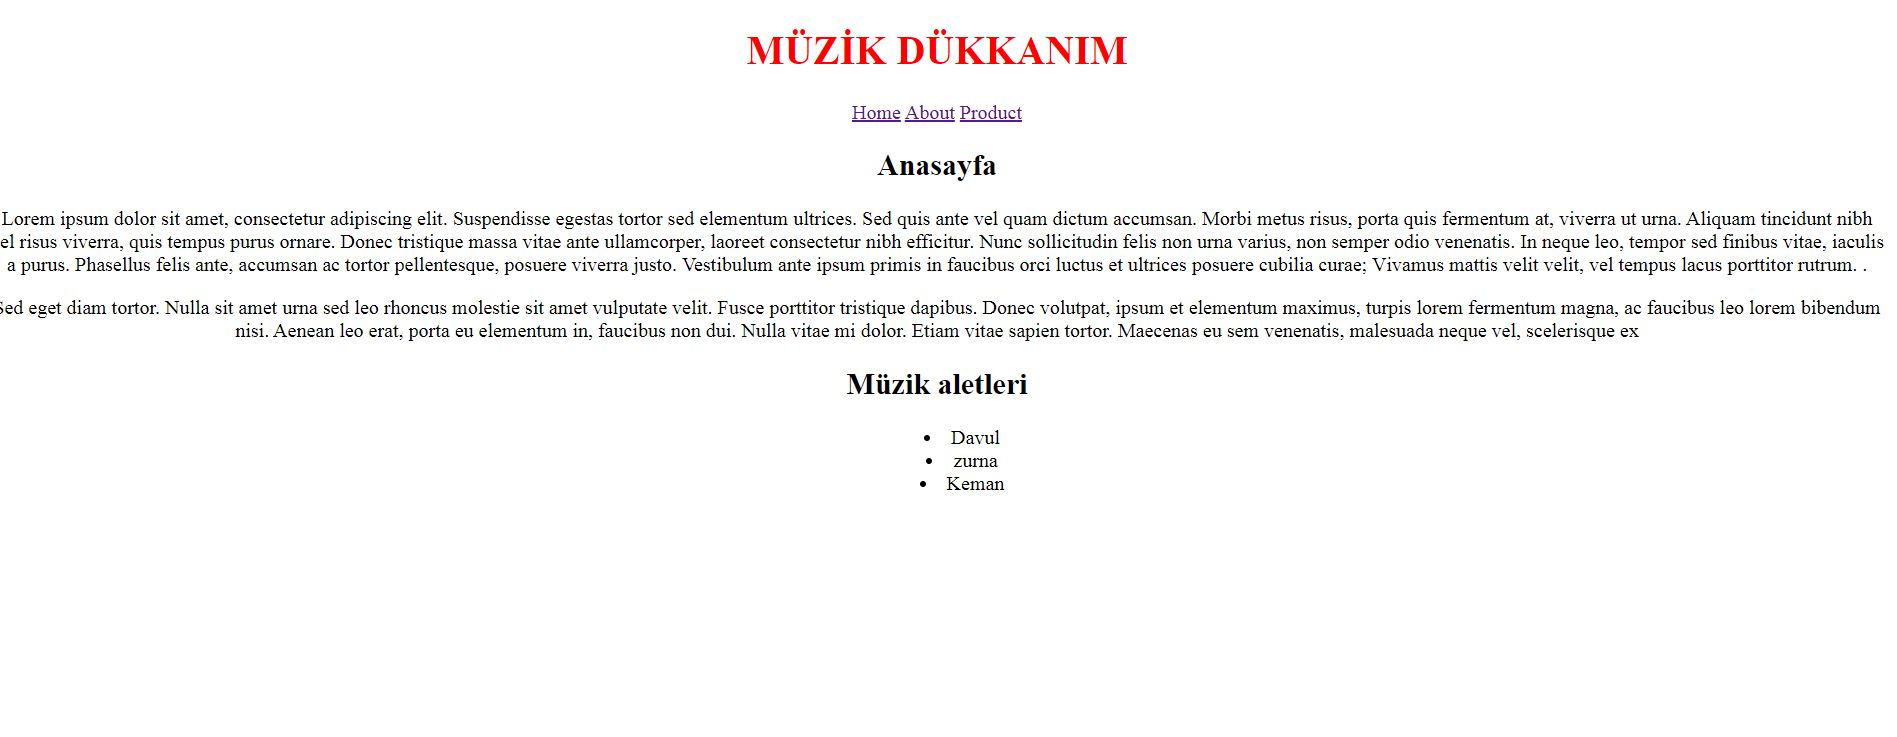 MÜZİK DÜKKANIM
Home About Product
Anasayfa
Lorem ipsum dolor sit amet, consectetur adipiscing elit. Suspendisse egestas tortor sed elementum ultrices. Sed quis ante vel quam dictum accumsan. Morbi metus risus, porta quis fermentum at, viverra ut urna. Aliquam tincidunt nibh
el risus viverra, quis tempus purus ornare. Donec tristique massa vitae ante ullamcorper, laoreet consectetur nibh efficitur. Nunc sollicitudin felis non urna varius, non semper odio venenatis. In neque leo, tempor sed finibus vitae, iaculis
a purus. Phasellus felis ante, accumsan ac tortor pellentesque, posuere viverra justo. Vestibulum ante ipsum primis in faucibus orci luctus et ultrices posuere cubilia curae; Vivamus mattis velit velit, vel tempus lacus porttitor rutrum. .
Sed eget diam tortor. Nulla sit amet urna sed leo rhoncus molestie sit amet vulputate velit. Fusce porttitor tristique dapibus. Donec volutpat, ipsum et elementum maximus, turpis lorem fermentum magna, ac faucibus leo lorem bibendum
nisi. Aenean leo erat, porta eu elementum in, faucibus non dui. Nulla vitae mi dolor. Etiam vitae sapien tortor. Maecenas eu sem venenatis, malesuada neque vel, scelerisque ex
Müzik aletleri
• Davul
• zurna
• Keman